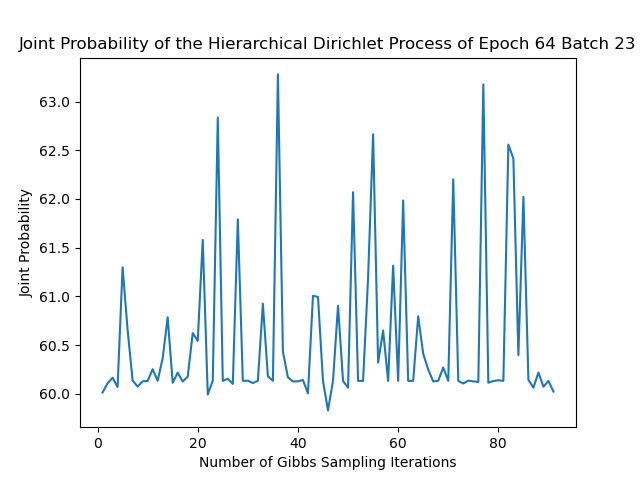 Joint Probability of the Hierarchical Dirichlet Process of Epoch 64 Batch 23
63.0
62.5
62.0
61.5
61.0
60.5
60.0
Joint Probability
0 20 40 60 80
Number of Gibbs Sampling Iterations